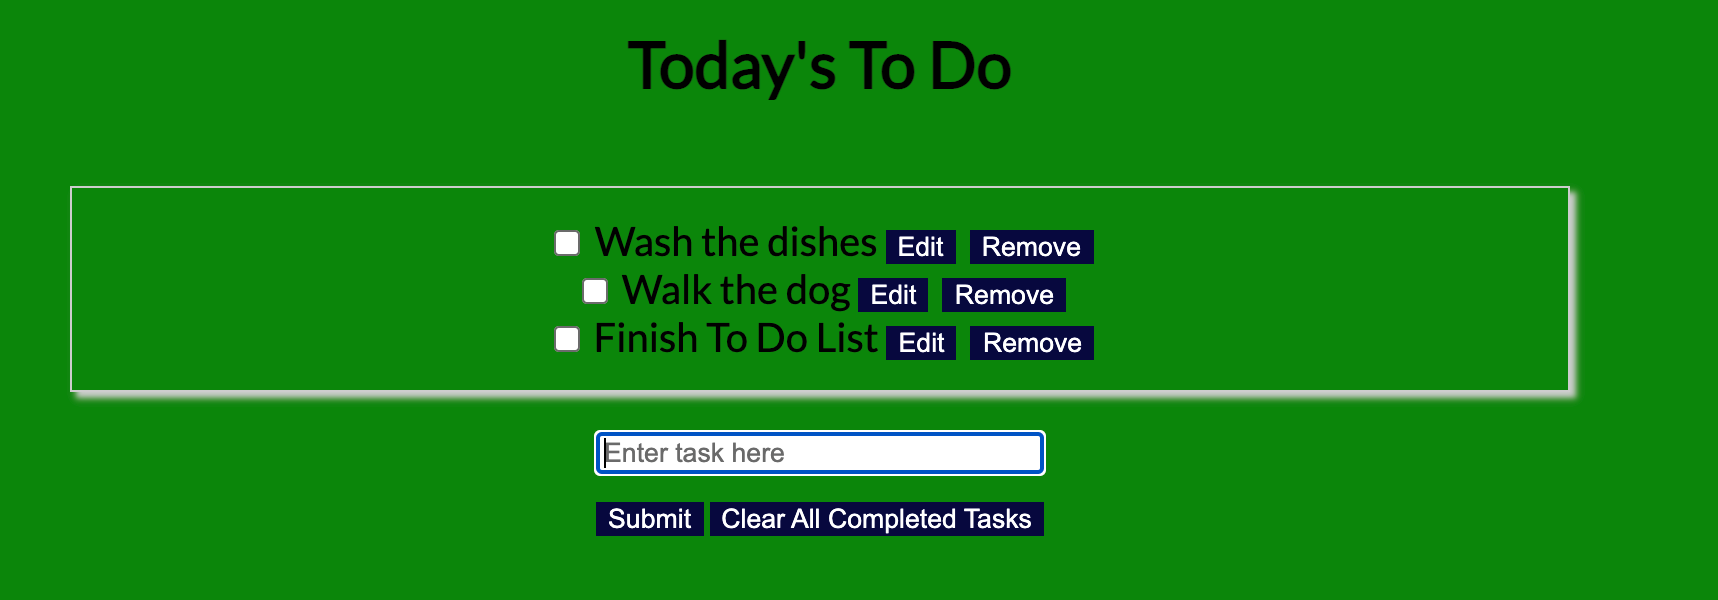 Today's To Do
Wash the dishes Edit Remove
Walk the dog Edit Remove
Finish To Do List Edit Remove
Enter task here
Submit Clear All Completed Tasks